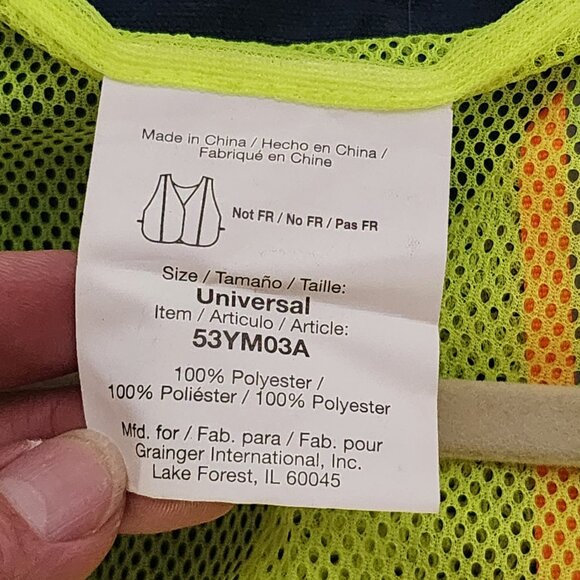 Made in China / Hecho en China /
Fabriqué en Chine
Not FR / No FR / Pas FR
Size / Tamaño / Taille:
Universal
Item / Articulo / Article:
53YM03A
100% Polyester /
100% Poliéster / 100% Polyester
Mfd. for / Fab. para / Fab. pour
Grainger International, Inc.
Lake Forest, IL 60045